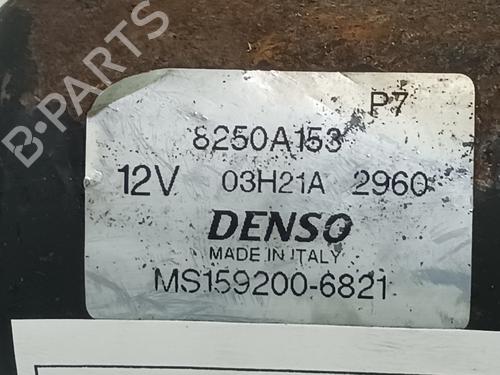 B-PARTS
P7
8250A153
12V 03H21A 2960
DENSO
MADE IN ITALY
MS159200-6821